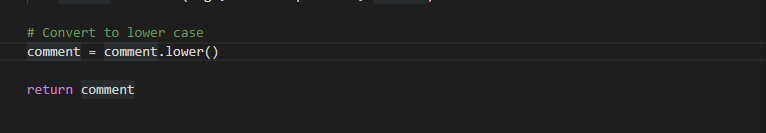 # Convert to lower case
comment = comment.lower()
return comment